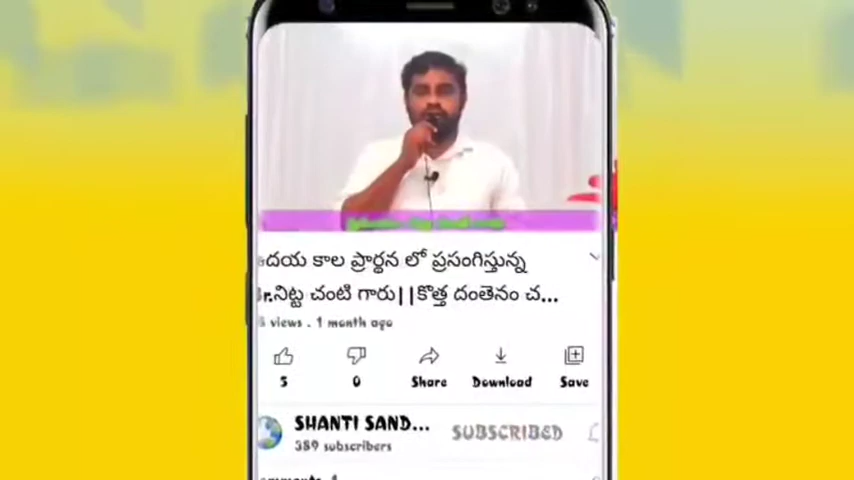 దయ కాల ప్రార్థన లో ప్రసంగిస్తున్న
r.నిట్ట చంటి గారు||కొత్త దంతెనం చ...
views . 1 month ago
5
0
Share
Download
Save
SHANTI SAND...
SUBSCRIBED
389 subscribers